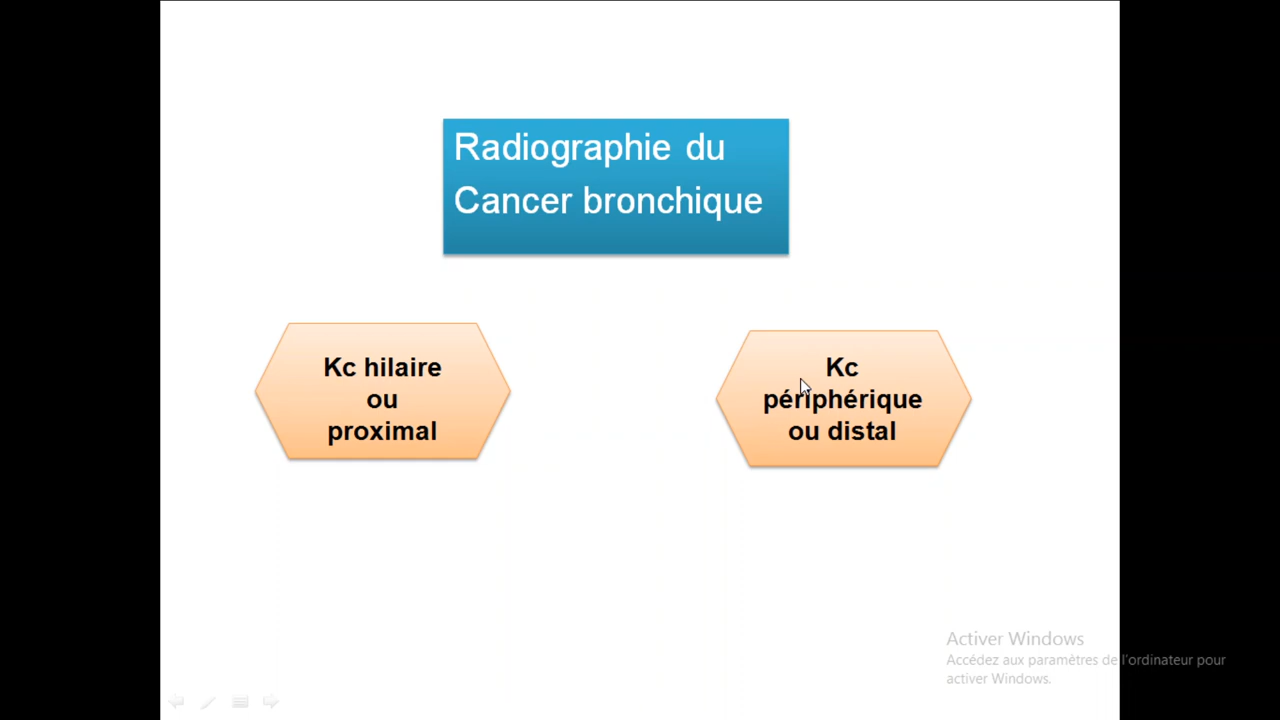 Radiographie du
Cancer bronchique
Kc hilaire
ou
proximal
Kc
périphérique
ou distal
Activer Windows
Accédez aux paramètres de l'ordinateur pour
activer Windows.